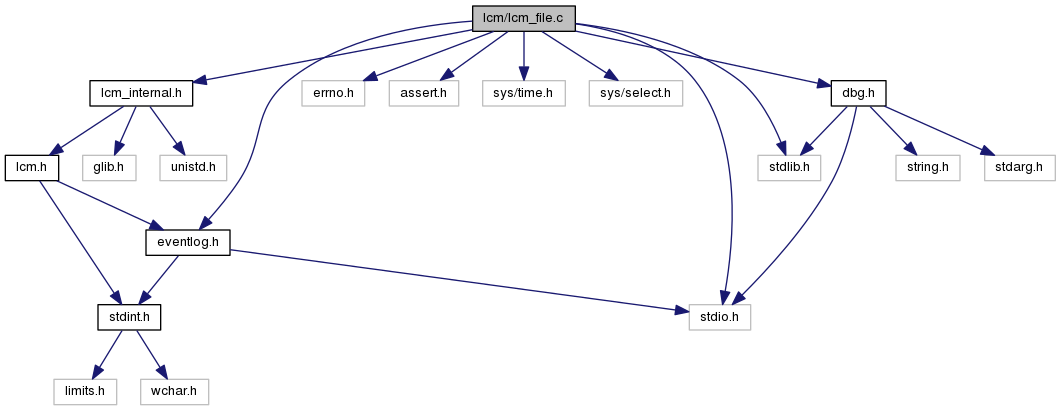 lcm/lcm_file.c
lcm_internal.h
errno.h
assert.h
sys/time.h
sys/select.h
dbg.h
lcm.h
glib.h
unistd.h
stdlib.h
string.h
stdarg.h
eventlog.h
stdint.h
stdio.h
limits.h
wchar.h